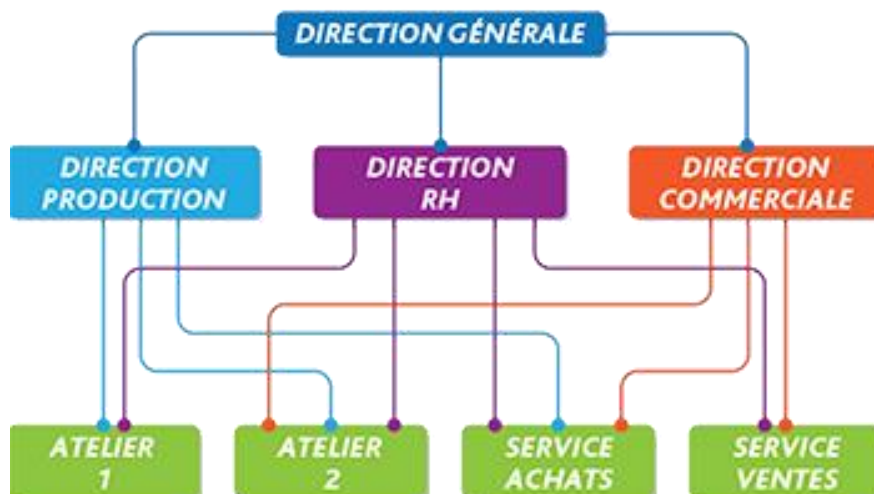 DIRECTION GÉNÉRALE
DIRECTION
PRODUCTION
DIRECTION
RH
DIRECTION
COMMERCIALE
ATELIER
1
ATELIER
2
SERVICE
ACHATS
SERVICE
VENTES